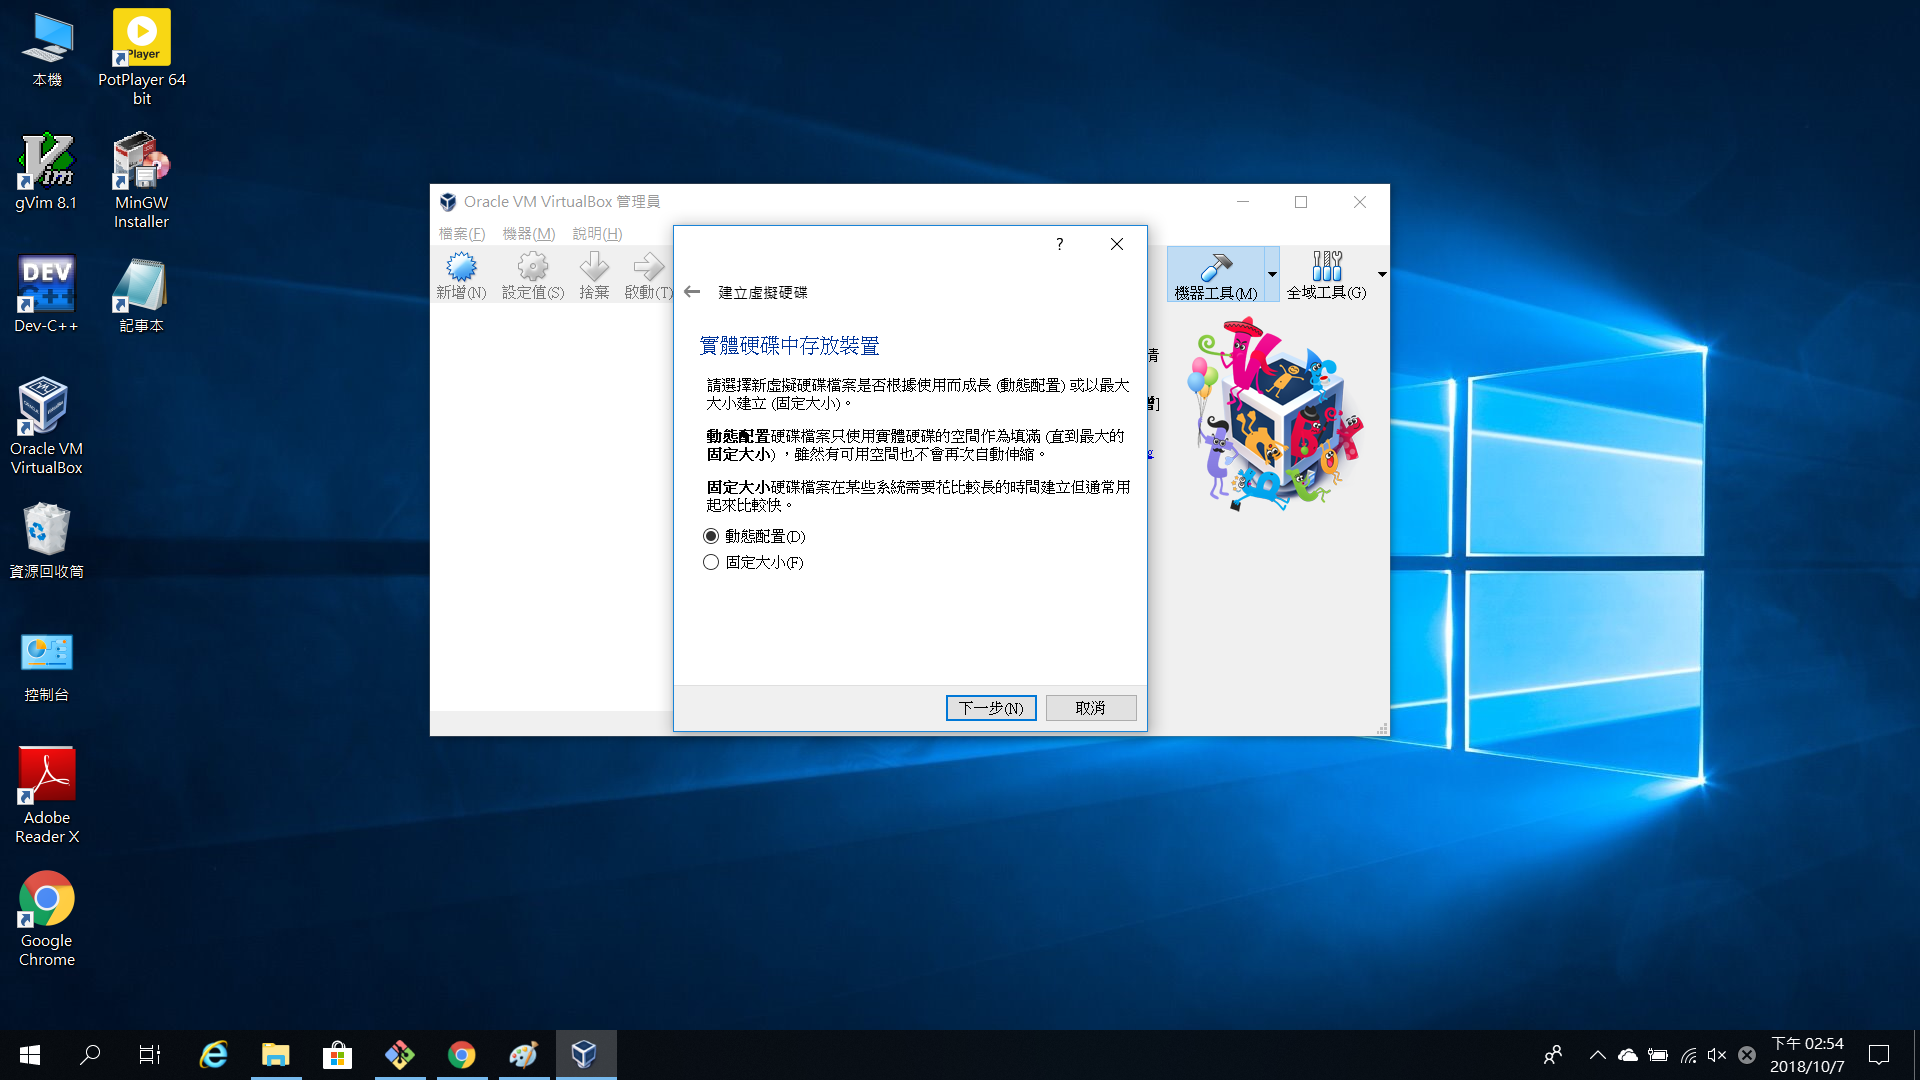 本機
PotPlayer 64
bit
gVim 8.1
MinGW
Installer
Dev-C++
記事本
Oracle VM
VirtualBox
資源回收筒
控制台
Adobe
Reader X
Google
Chrome
Oracle VM VirtualBox 管理員
檔案(F) 機器(M) 說明(H)
新增(N) 設定值(S) 捨棄 啟動(T)
機器工具(M) 全域工具(G)
?
建立虛擬硬碟
實體硬碟中存放裝置
請選擇新虛擬硬碟檔案是否根據使用而成長 (動態配置) 或以最大
大小建立 (固定大小)。
動態配置硬碟檔案只使用實體硬碟的空間作為填滿 (直到最大的
固定大小) ，雖然有可用空間也不會再次自動伸縮。
固定大小硬碟檔案在某些系統需要花比較長的時間建立但通常用
起來比較快。
動態配置(D)
固定大小(F)
下一步(N) 取消
下午 02:54
2018/10/7